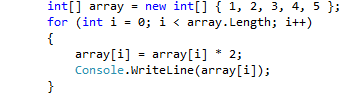 int[] array = new int[] { 1, 2, 3, 4, 5 };
for (int i = 0; i < array.Length; i++)
{
    array[i] = array[i] * 2;
    Console.WriteLine(array[i]);
}